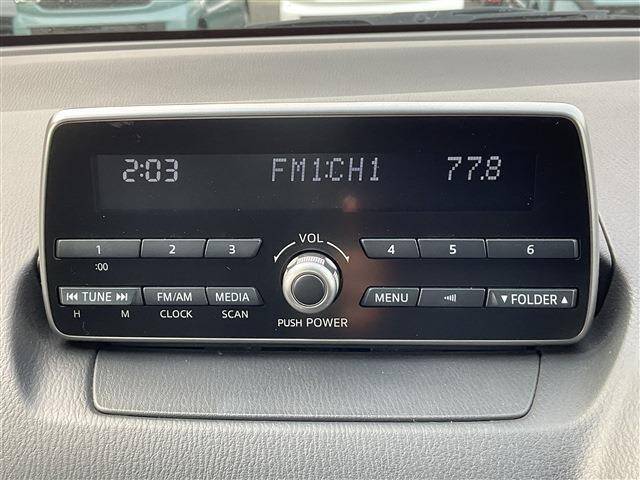 2:03 FM1:CH1 77.8
1 2 3 VOL 4 5 6
:00
⏮ TUNE ⏭ FM/AM MEDIA MENU ▼ FOLDER ▲
H M CLOCK SCAN PUSH POWER